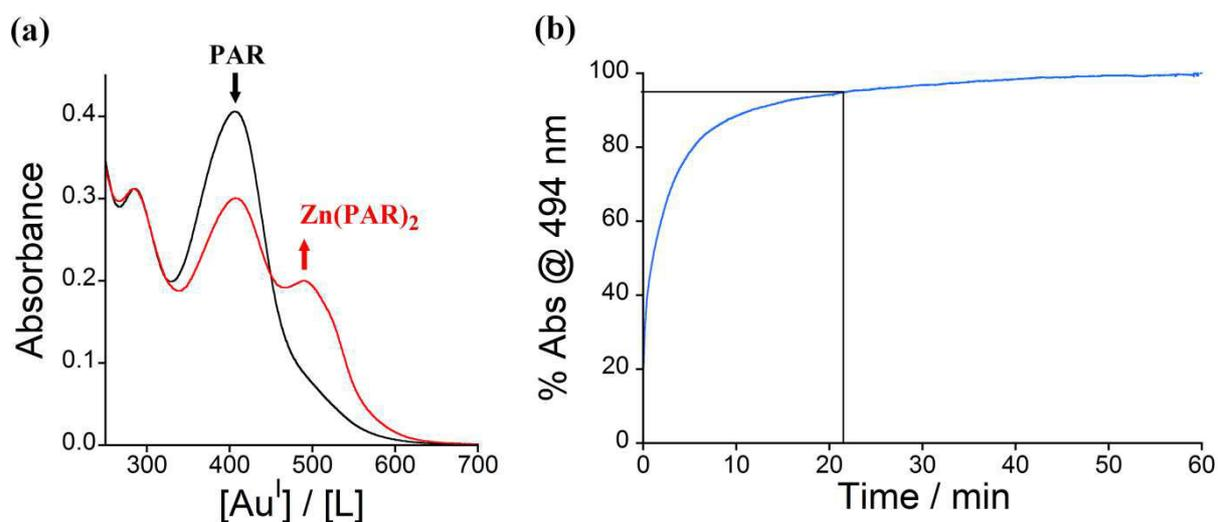 (a)
PAR
Zn(PAR)₂
Absorbance
0.4
0.3
0.2
0.1
0.0
300 400 500 600 700
[Auᴵ] / [L]
(b)
% Abs @ 494 nm
100
80
60
40
20
0
0 10 20 30 40 50 60
Time / min